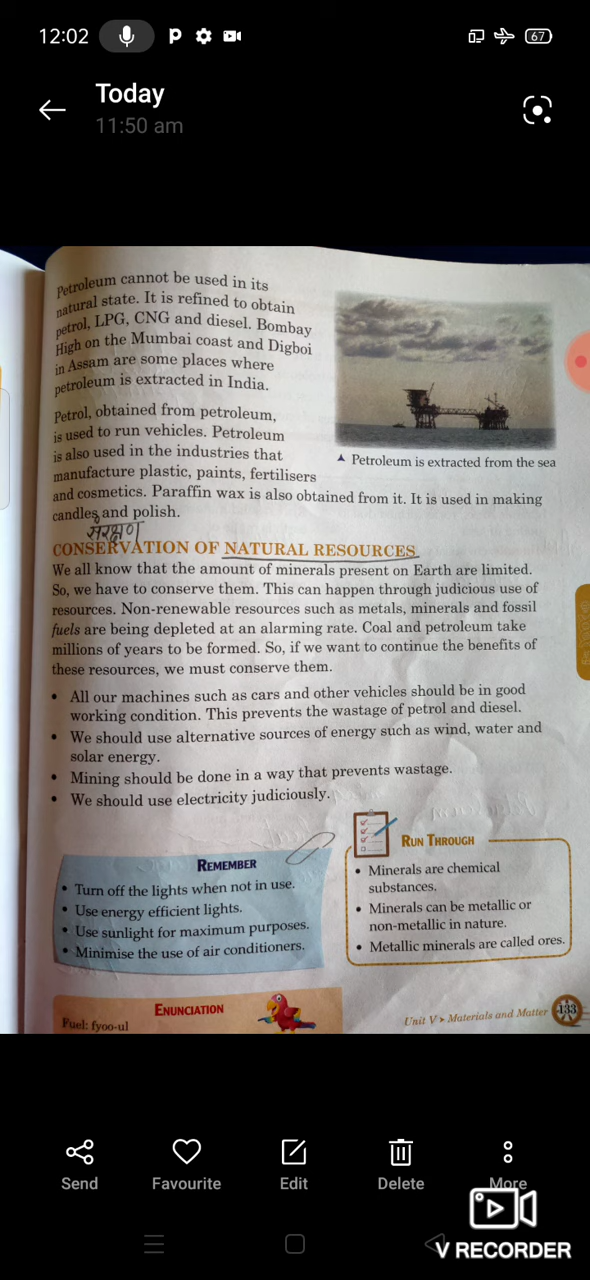 12:02
67
Today
11:50 am
Petroleum cannot be used in its
natural state. It is refined to obtain
petrol, LPG, CNG and diesel. Bombay
High on the Mumbai coast and Digboi
in Assam are some places where
petroleum is extracted in India.
Petrol, obtained from petroleum,
is used to run vehicles. Petroleum
is also used in the industries that
manufacture plastic, paints, fertilisers
and cosmetics. Paraffin wax is also obtained from it. It is used in making
candles and polish.
▲ Petroleum is extracted from the sea
संरक्षण
CONSERVATION OF NATURAL RESOURCES
We all know that the amount of minerals present on Earth are limited.
So, we have to conserve them. This can happen through judicious use of
resources. Non-renewable resources such as metals, minerals and fossil
fuels are being depleted at an alarming rate. Coal and petroleum take
millions of years to be formed. So, if we want to continue the benefits of
these resources, we must conserve them.
• All our machines such as cars and other vehicles should be in good
working condition. This prevents the wastage of petrol and diesel.
• We should use alternative sources of energy such as wind, water and
solar energy.
• Mining should be done in a way that prevents wastage.
• We should use electricity judiciously.
REMEMBER
• Turn off the lights when not in use.
• Use energy efficient lights.
• Use sunlight for maximum purposes.
• Minimise the use of air conditioners.
RUN THROUGH
• Minerals are chemical
substances.
• Minerals can be metallic or
non-metallic in nature.
• Metallic minerals are called ores.
ENUNCIATION
Fuel: fyoo-ul
Unit V ➤ Materials and Matter 133
Send
Favourite
Edit
Delete
More
V RECORDER